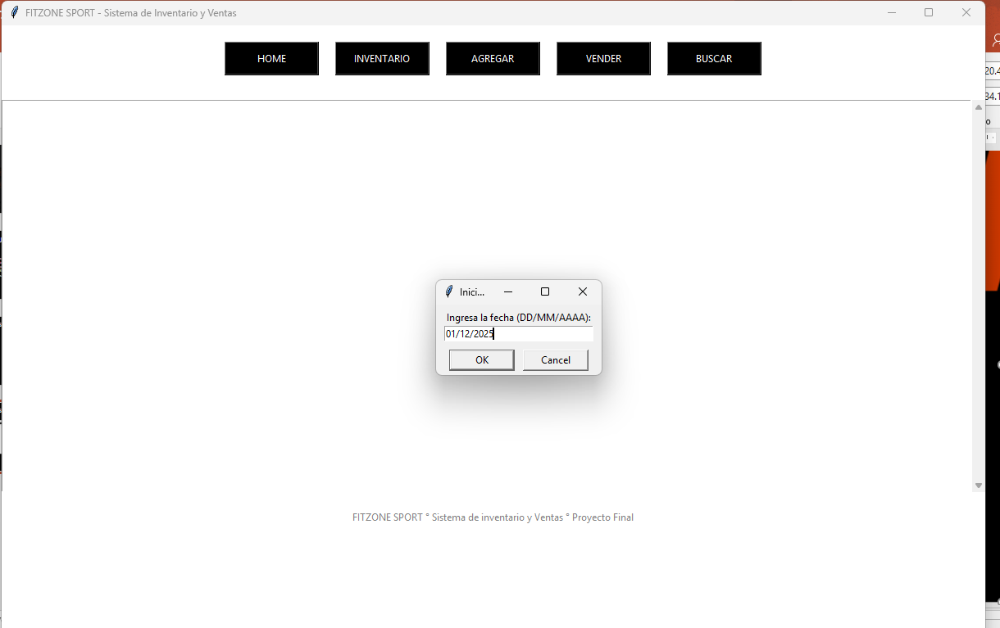 FITZONE SPORT - Sistema de Inventario y Ventas
HOME
INVENTARIO
AGREGAR
VENDER
BUSCAR
20.4
34.1
o
Inici...
Ingresa la fecha (DD/MM/AAAA):
01/12/2025
OK
Cancel
FITZONE SPORT ° Sistema de inventario y Ventas ° Proyecto Final